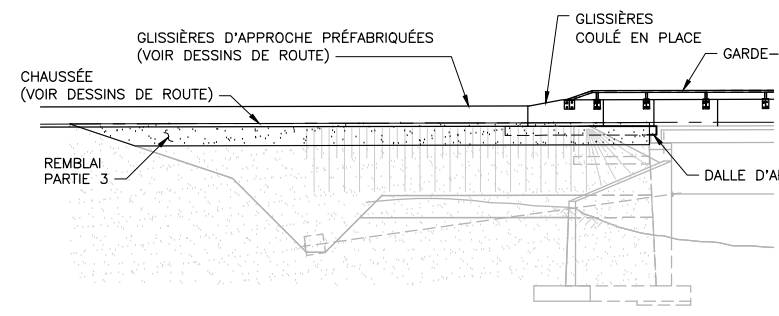 GLISSIÈRES
COULÉ EN PLACE
GLISSIÈRES D'APPROCHE PRÉFABRIQUÉES
(VOIR DESSINS DE ROUTE)
GARDE-
CHAUSSÉE
(VOIR DESSINS DE ROUTE)
REMBLAI
PARTIE 3
DALLE D'A